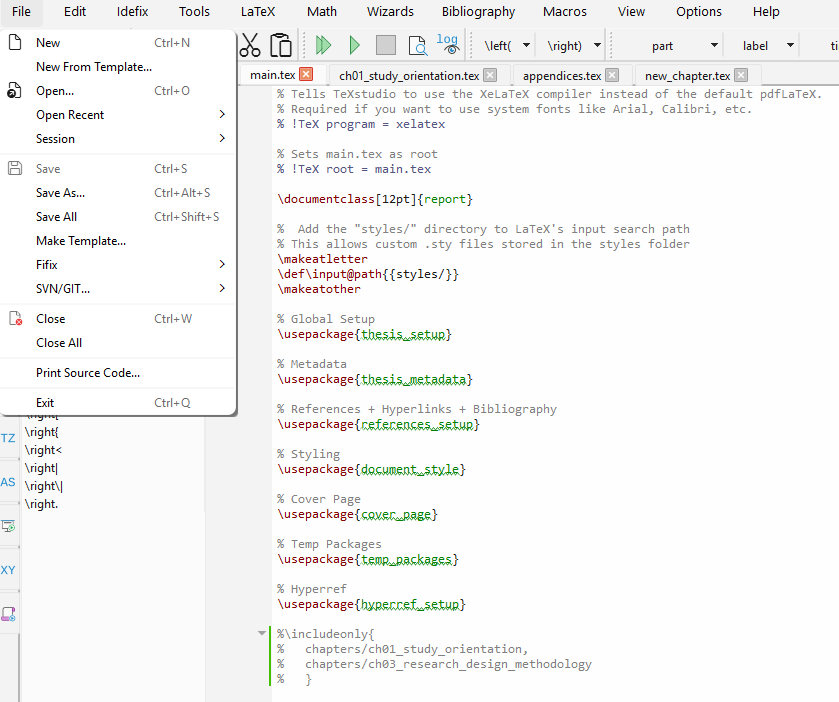 File Edit Idefix Tools LaTeX Math Wizards Bibliography Macros View Options Help
New Ctrl+N
New From Template...
Open... Ctrl+O
Open Recent
Session
Save Ctrl+S
Save As... Ctrl+Alt+S
Save All Ctrl+Shift+S
Make Template...
Fifix
SVN/GIT...
Close Ctrl+W
Close All
Print Source Code...
Exit Ctrl+Q
log \left( \right) part label
main.tex ch01_study_orientation.tex appendices.tex new_chapter.tex
\right{
\right<
\right|
\right\|
\right.
TZ
AS
XY
% Tells TeXstudio to use the XeLaTeX compiler instead of the default pdfLaTeX.
% Required if you want to use system fonts like Arial, Calibri, etc.
% !TeX program = xelatex
% Sets main.tex as root
% !TeX root = main.tex
\documentclass[12pt]{report}
%  Add the "styles/" directory to LaTeX's input search path
% This allows custom .sty files stored in the styles folder
\makeatletter
\def\input@path{{styles/}}
\makeatother
% Global Setup
\usepackage{thesis_setup}
% Metadata
\usepackage{thesis_metadata}
% References + Hyperlinks + Bibliography
\usepackage{references_setup}
% Styling
\usepackage{document_style}
% Cover Page
\usepackage{cover_page}
% Temp Packages
\usepackage{temp_packages}
% Hyperref
\usepackage{hyperref_setup}
%\includeonly{
%   chapters/ch01_study_orientation,
%   chapters/ch03_research_design_methodology
%   }